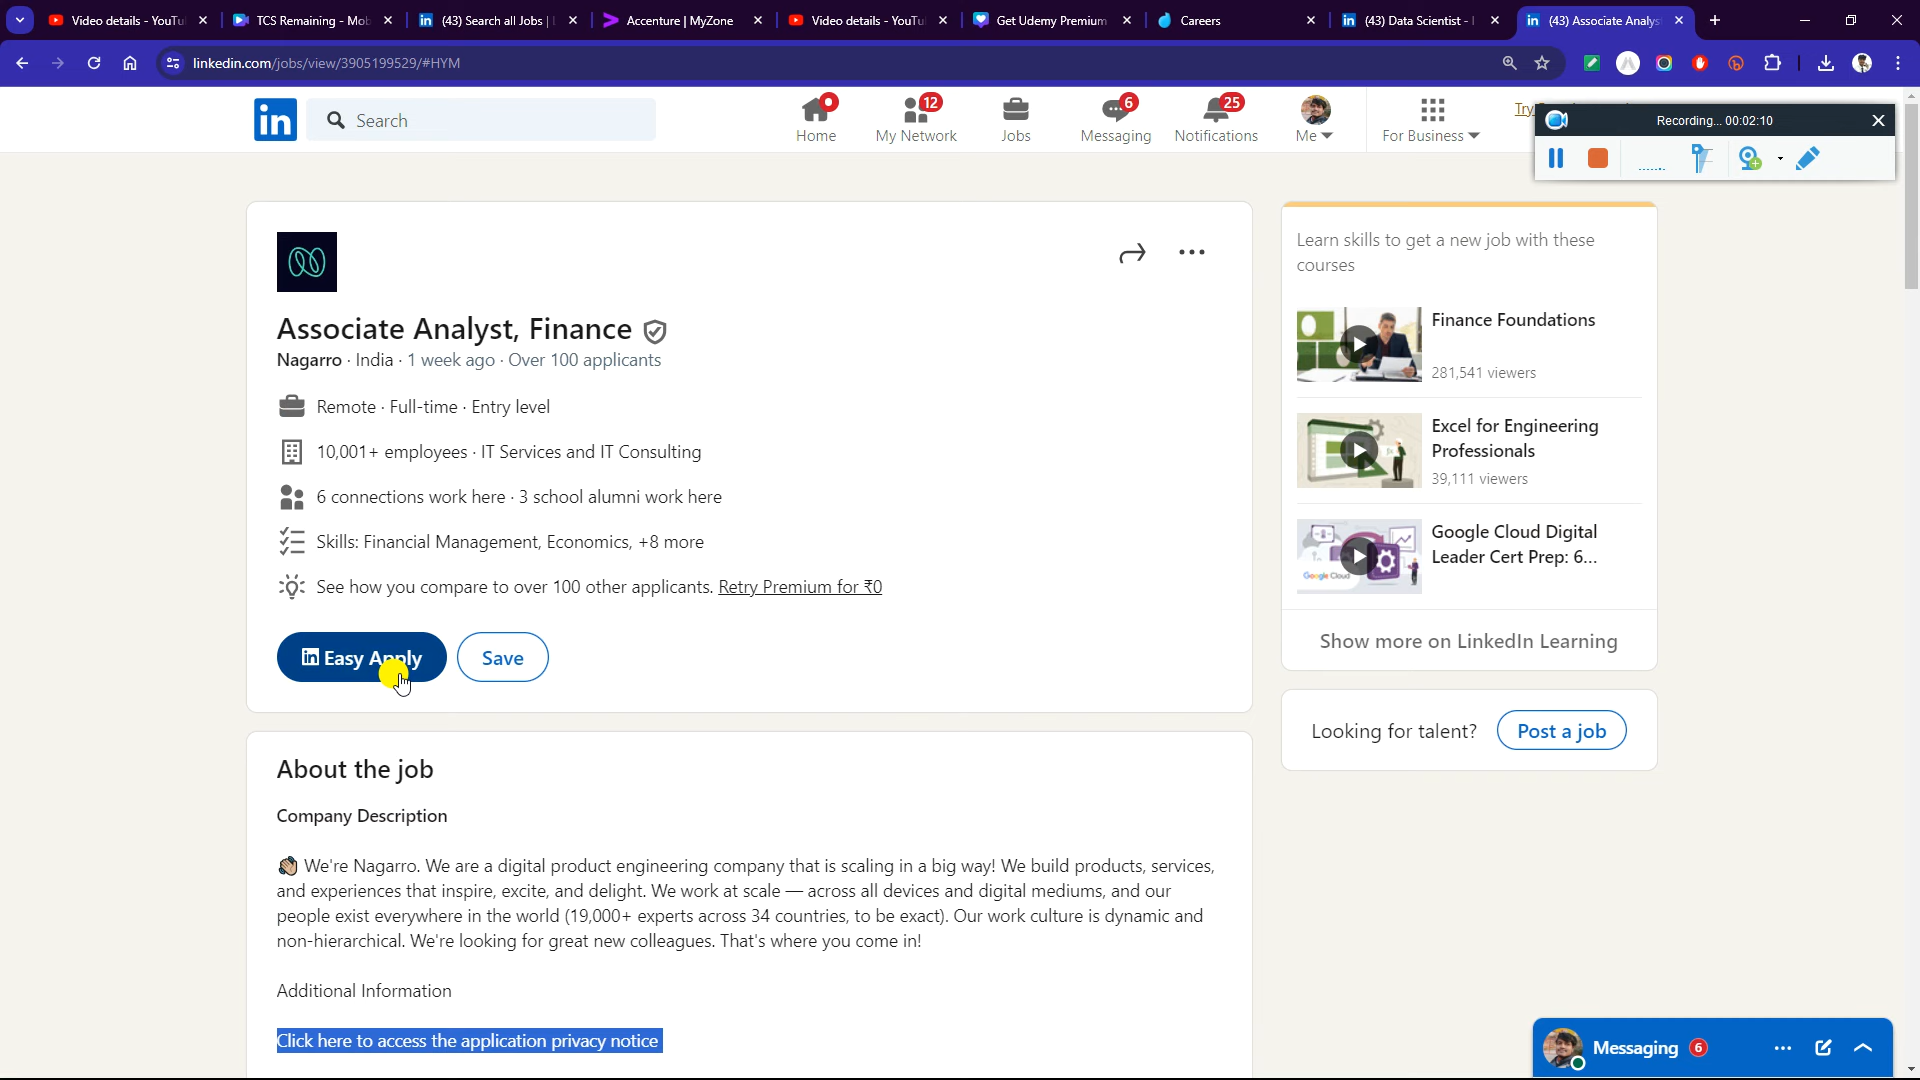 Video details - YouTu
TCS Remaining - Mob
(43) Search all Jobs |
Accenture | MyZone
Video details - YouTu
Get Udemy Premium
Careers
(43) Data Scientist - 
(43) Associate Analys
linkedin.com/jobs/view/3905199529/#HYM
in
Search
Home
12
My Network
Jobs
6
Messaging
25
Notifications
Me
For Business
Try
Recording... 00:02:10
Associate Analyst, Finance
Nagarro · India · 1 week ago · Over 100 applicants
Remote · Full-time · Entry level
10,001+ employees · IT Services and IT Consulting
6 connections work here · 3 school alumni work here
Skills: Financial Management, Economics, +8 more
See how you compare to over 100 other applicants. Retry Premium for ₹0
in Easy Apply
Save
About the job
Company Description
👋🏼 We're Nagarro. We are a digital product engineering company that is scaling in a big way! We build products, services,
and experiences that inspire, excite, and delight. We work at scale — across all devices and digital mediums, and our
people exist everywhere in the world (19,000+ experts across 34 countries, to be exact). Our work culture is dynamic and
non-hierarchical. We're looking for great new colleagues. That's where you come in!
Additional Information
Click here to access the application privacy notice
Learn skills to get a new job with these
courses
Finance Foundations
281,541 viewers
Excel for Engineering
Professionals
39,111 viewers
Google Cloud
Google Cloud Digital
Leader Cert Prep: 6...
Show more on LinkedIn Learning
Looking for talent?
Post a job
Messaging 6